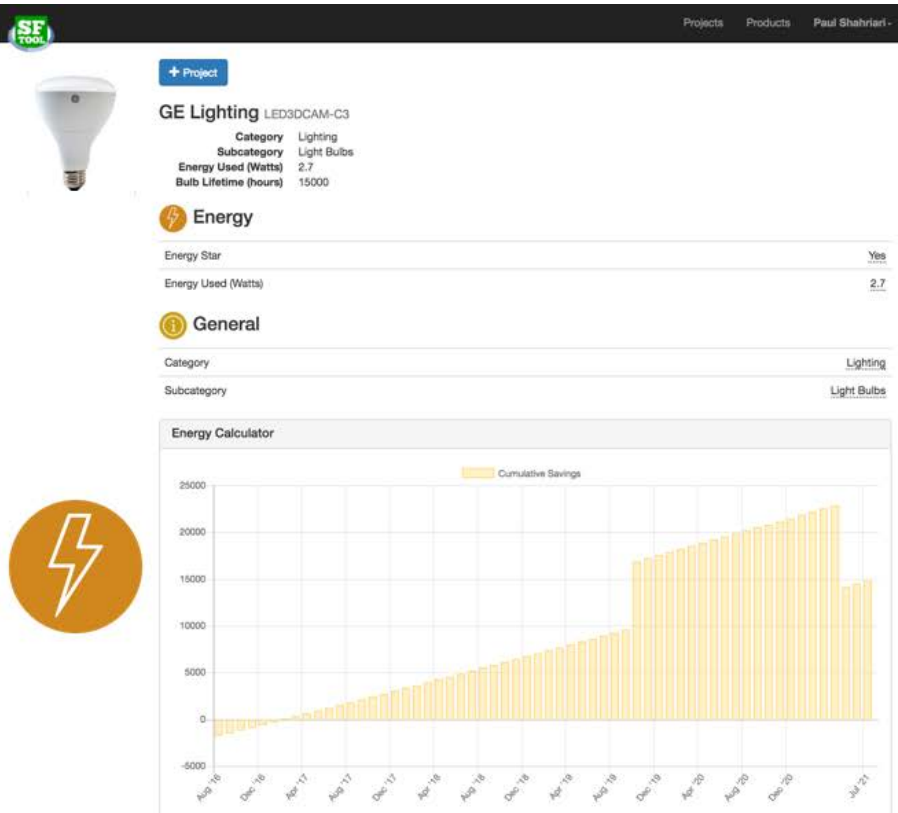 SF
TOOL
Projects Products Paul Shahriari
+ Project
GE Lighting LED3DCAM-C3
Category Lighting
Subcategory Light Bulbs
Energy Used (Watts) 2.7
Bulb Lifetime (hours) 15000
Energy
Energy Star Yes
Energy Used (Watts) 2.7
General
Category Lighting
Subcategory Light Bulbs
Energy Calculator
Cumulative Savings
25000
20000
15000
10000
5000
0
-5000
Aug '16 Dec '16 Apr '17 Aug '17 Dec '17 Apr '18 Aug '18 Dec '18 Apr '19 Aug '19 Dec '19 Apr '20 Aug '20 Dec '20 Jul '21